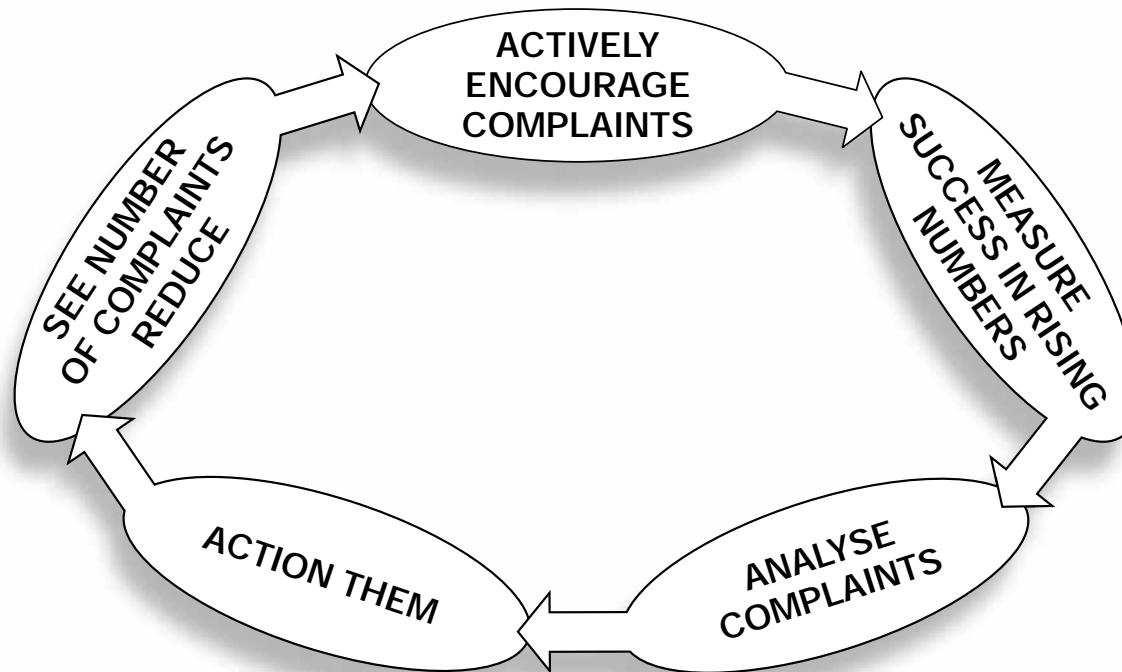 ACTIVELY
ENCOURAGE
COMPLAINTS
MEASURE
SUCCESS IN RISING
NUMBERS
ANALYSE
COMPLAINTS
ACTION THEM
SEE NUMBER
OF COMPLAINTS
REDUCE